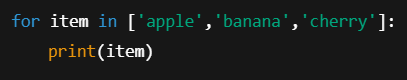 for item in ['apple','banana','cherry']:
    print(item)